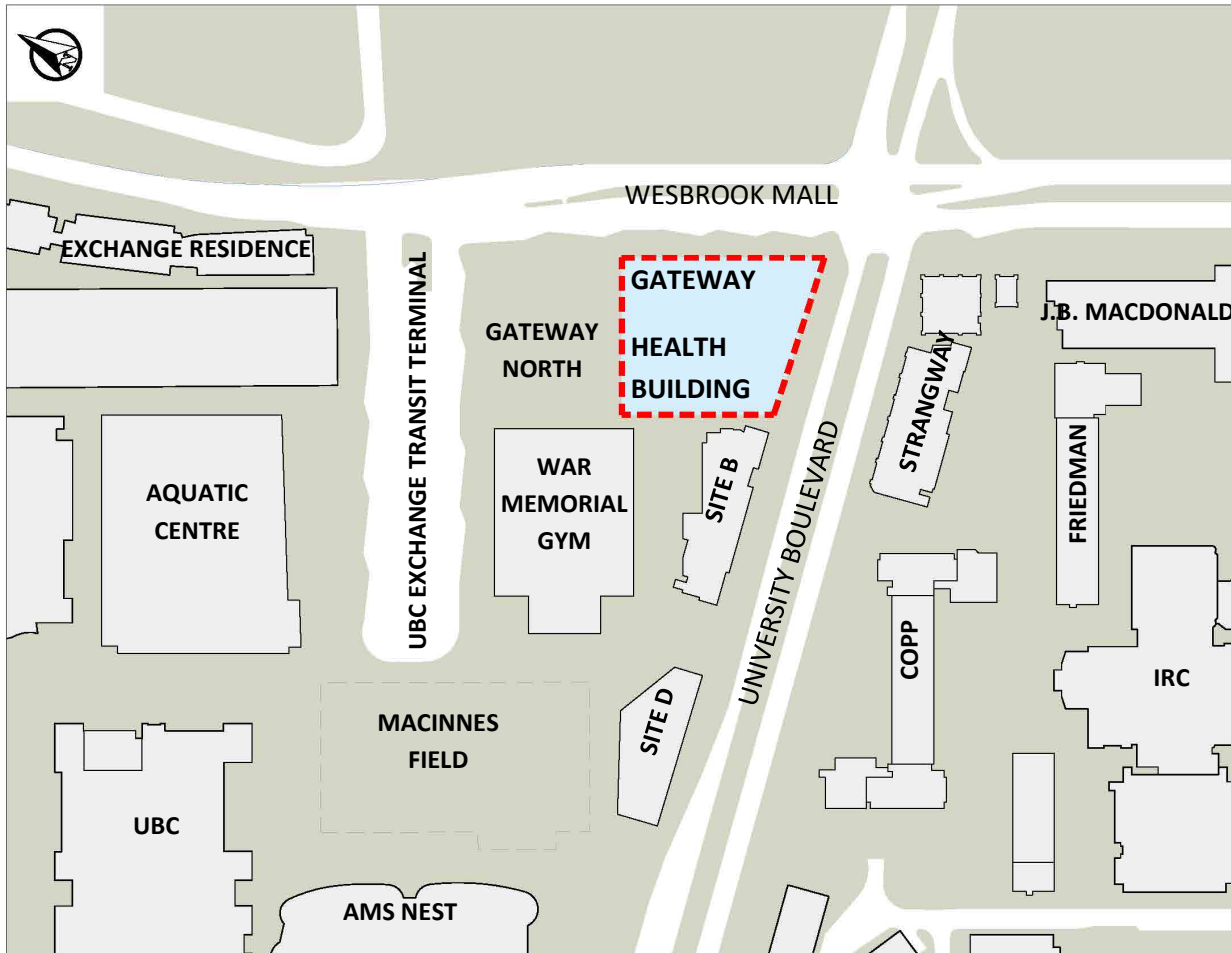 WESBROOK MALL
EXCHANGE RESIDENCE
UBC EXCHANGE TRANSIT TERMINAL
GATEWAY
NORTH
GATEWAY
HEALTH
BUILDING
J.B. MACDONALD
STRANGWAY
AQUATIC
CENTRE
WAR
MEMORIAL
GYM
SITE B
UNIVERSITY BOULEVARD
FRIEDMAN
COPP
IRC
SITE D
MACINNES
FIELD
UBC
AMS NEST